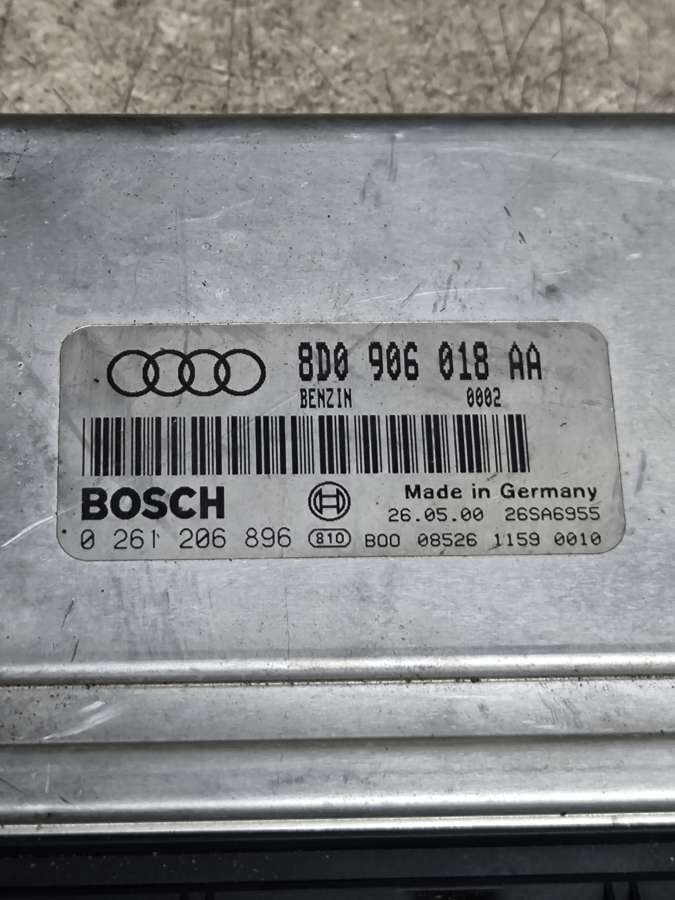 8D0 906 018 AA
BENZIN 0002
BOSCH Made in Germany
26.05.00 26SA6955
0 261 206 896 810 B00 08526 1159 0010